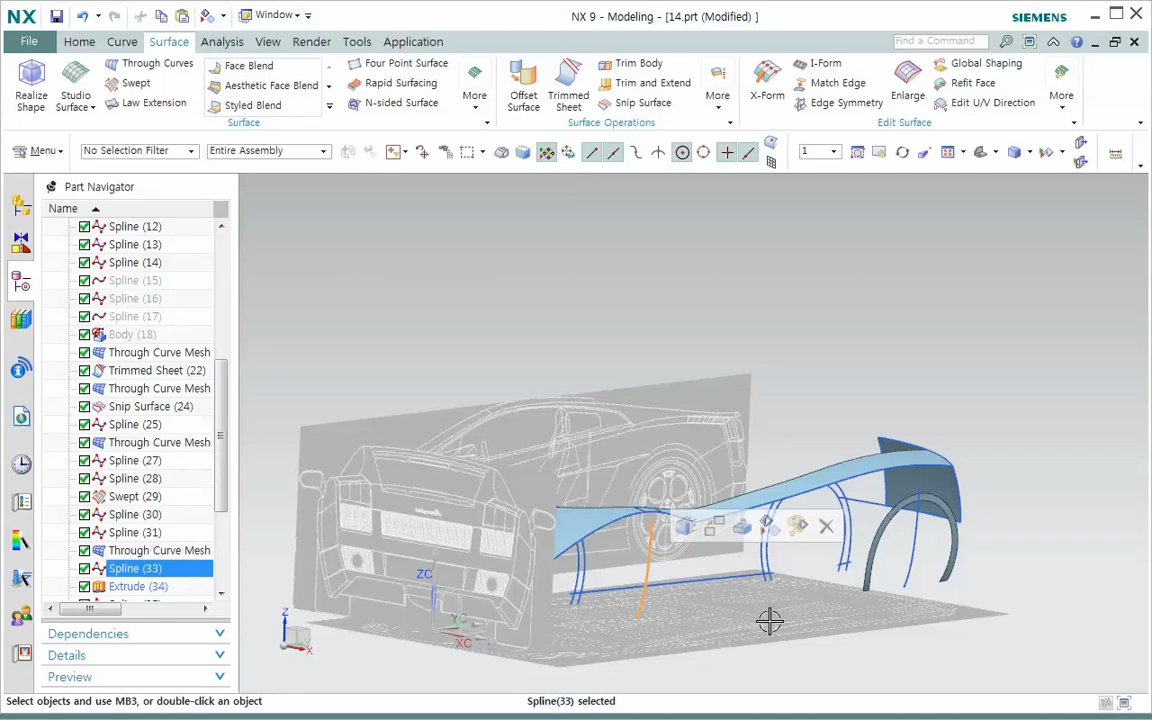 NX
Window
NX 9 - Modeling - [14.prt (Modified) ]
SIEMENS
File
Home
Curve
Surface
Analysis
View
Render
Tools
Application
Find a Command
Realize Shape
Studio Surface
Through Curves
Swept
Law Extension
Face Blend
Aesthetic Face Blend
Styled Blend
Four Point Surface
Rapid Surfacing
N-sided Surface
More
Surface
Offset Surface
Trimmed Sheet
Trim Body
Trim and Extend
Snip Surface
More
Surface Operations
X-Form
I-Form
Match Edge
Edge Symmetry
Enlarge
Global Shaping
Refit Face
Edit U/V Direction
More
Edit Surface
Menu
No Selection Filter
Entire Assembly
1
Part Navigator
Name
Spline (12)
Spline (13)
Spline (14)
Spline (15)
Spline (16)
Spline (17)
Body (18)
Through Curve Mesh
Trimmed Sheet (22)
Through Curve Mesh
Snip Surface (24)
Spline (25)
Through Curve Mesh
Spline (27)
Spline (28)
Swept (29)
Spline (30)
Spline (31)
Through Curve Mesh
Spline (33)
Extrude (34)
Dependencies
Details
Preview
ZC
YC
XC
Z
X
Select objects and use MB3, or double-click an object
Spline(33) selected